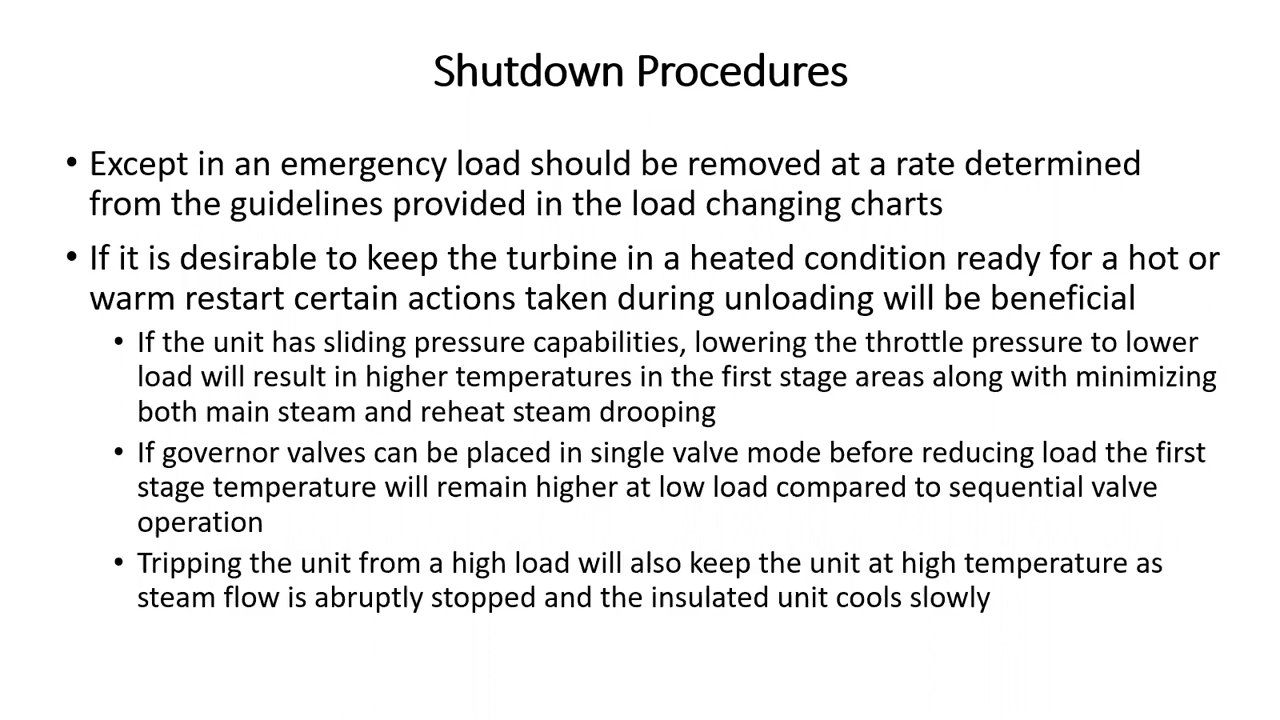 Shutdown Procedures
• Except in an emergency load should be removed at a rate determined
from the guidelines provided in the load changing charts
• If it is desirable to keep the turbine in a heated condition ready for a hot or
warm restart certain actions taken during unloading will be beneficial
• If the unit has sliding pressure capabilities, lowering the throttle pressure to lower
load will result in higher temperatures in the first stage areas along with minimizing
both main steam and reheat steam drooping
• If governor valves can be placed in single valve mode before reducing load the first
stage temperature will remain higher at low load compared to sequential valve
operation
• Tripping the unit from a high load will also keep the unit at high temperature as
steam flow is abruptly stopped and the insulated unit cools slowly